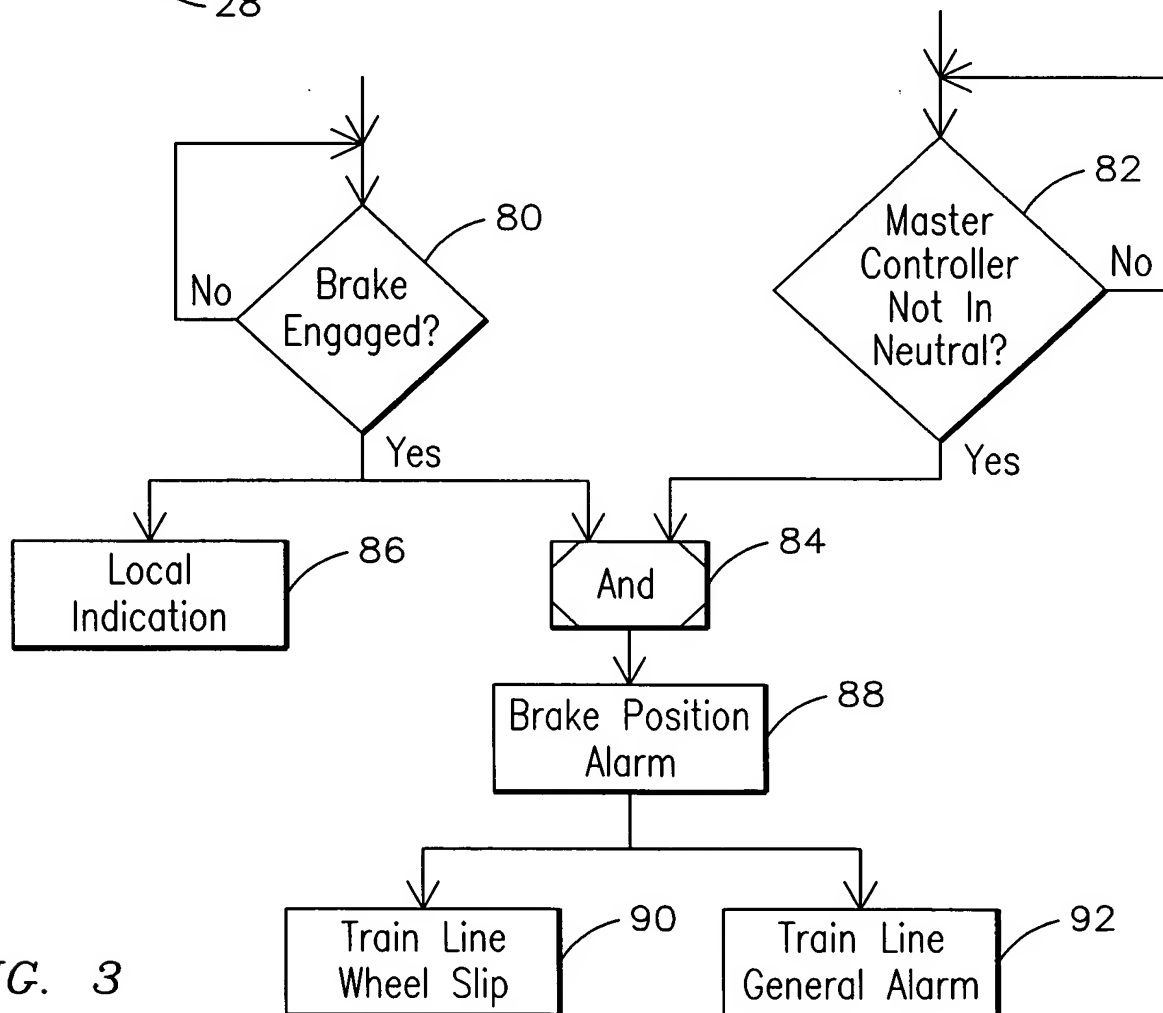 28
80
Brake
Engaged?
No
Yes
82
Master
Controller
Not In
Neutral?
No
Yes
86
Local
Indication
84
And
88
Brake Position
Alarm
90
Train Line
Wheel Slip
92
Train Line
General Alarm
G. 3